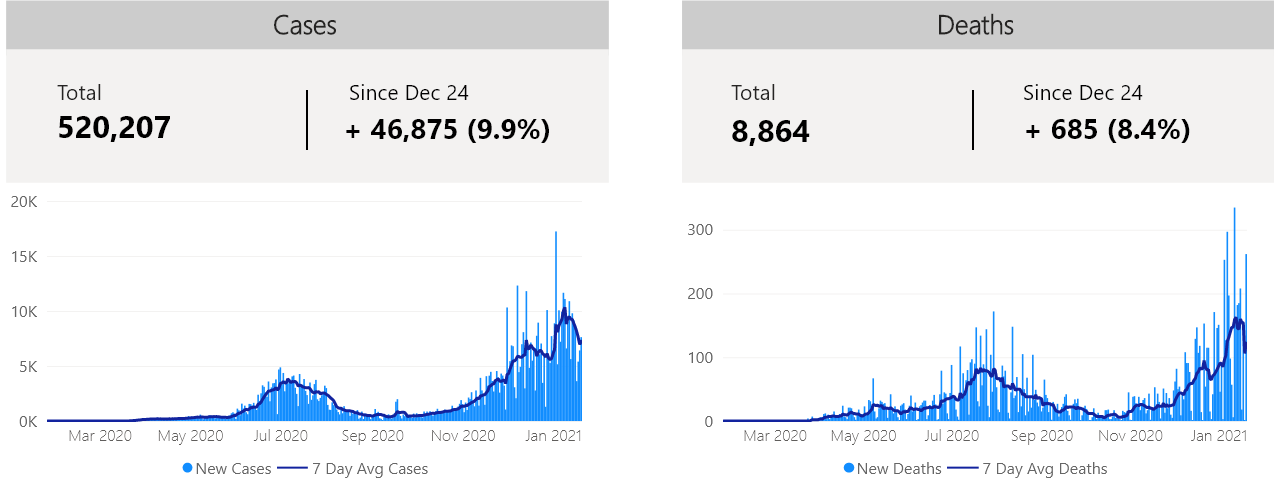 Cases
Total
Since Dec 24
520,207
+ 46,875 (9.9%)
20K
15K
10K
5K
0K
Mar 2020 May 2020 Jul 2020 Sep 2020 Nov 2020 Jan 2021
New Cases 7 Day Avg Cases
Deaths
Total
Since Dec 24
8,864
+ 685 (8.4%)
300
200
100
0
Mar 2020 May 2020 Jul 2020 Sep 2020 Nov 2020 Jan 2021
New Deaths 7 Day Avg Deaths